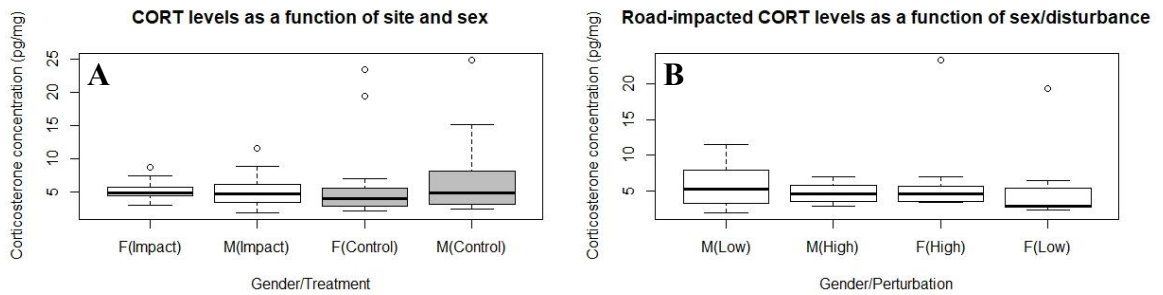 CORT levels as a function of site and sex
A
Corticosterone concentration (pg/mg)
25
20
15
10
5
F(Impact) M(Impact) F(Control) M(Control)
Gender/Treatment
Road-impacted CORT levels as a function of sex/disturbance
B
Corticosterone concentration (pg/mg)
20
15
10
5
M(Low) M(High) F(High) F(Low)
Gender/Perturbation